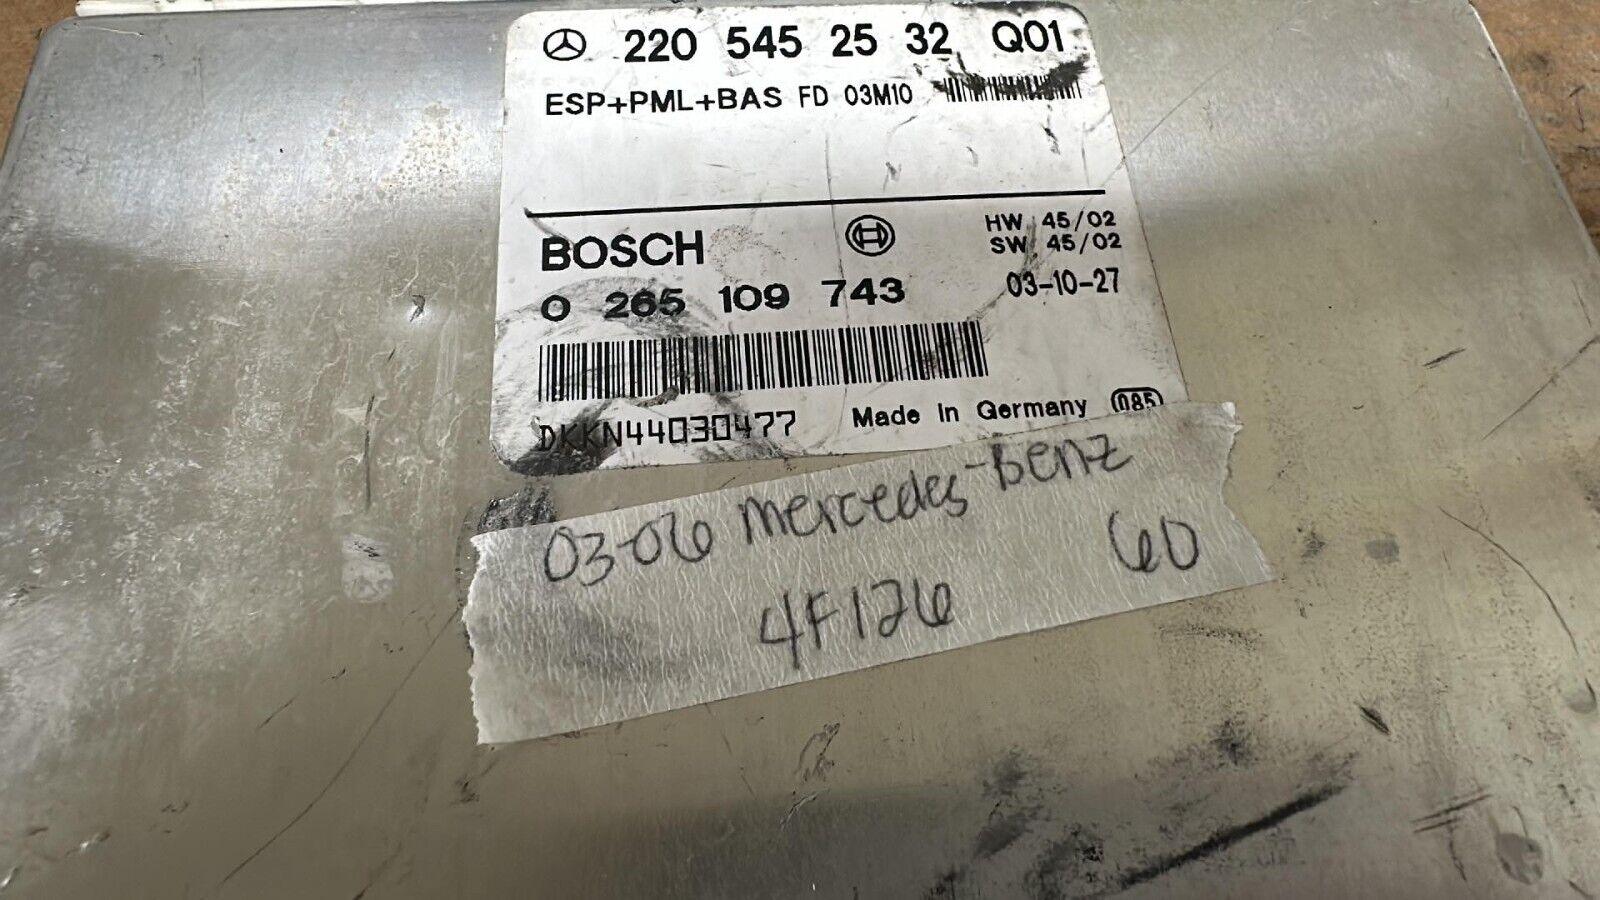 220 545 25 32 Q01
ESP+PML+BAS FD 03M10
HW 45/02
SW 45/02
BOSCH
0 265 109 743
03-10-27
DKKN44030477
Made In Germany 085
03-06 Mercedes-Benz
4F126 60